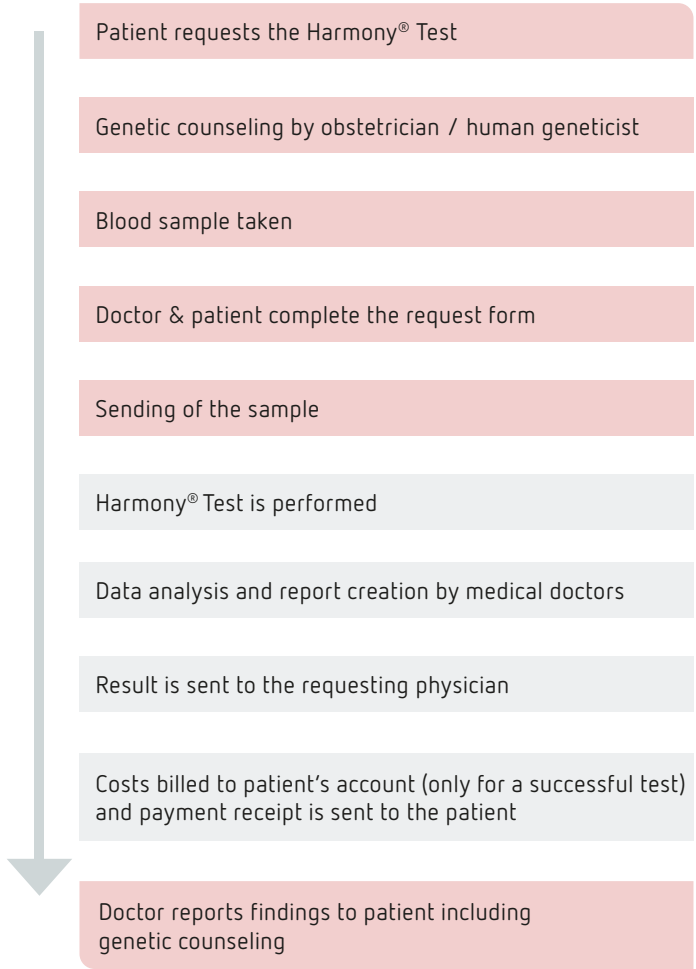 Patient requests the Harmony® Test
Genetic counseling by obstetrician / human geneticist
Blood sample taken
Doctor & patient complete the request form
Sending of the sample
Harmony® Test is performed
Data analysis and report creation by medical doctors
Result is sent to the requesting physician
Costs billed to patient's account (only for a successful test)
and payment receipt is sent to the patient
Doctor reports findings to patient including
genetic counseling